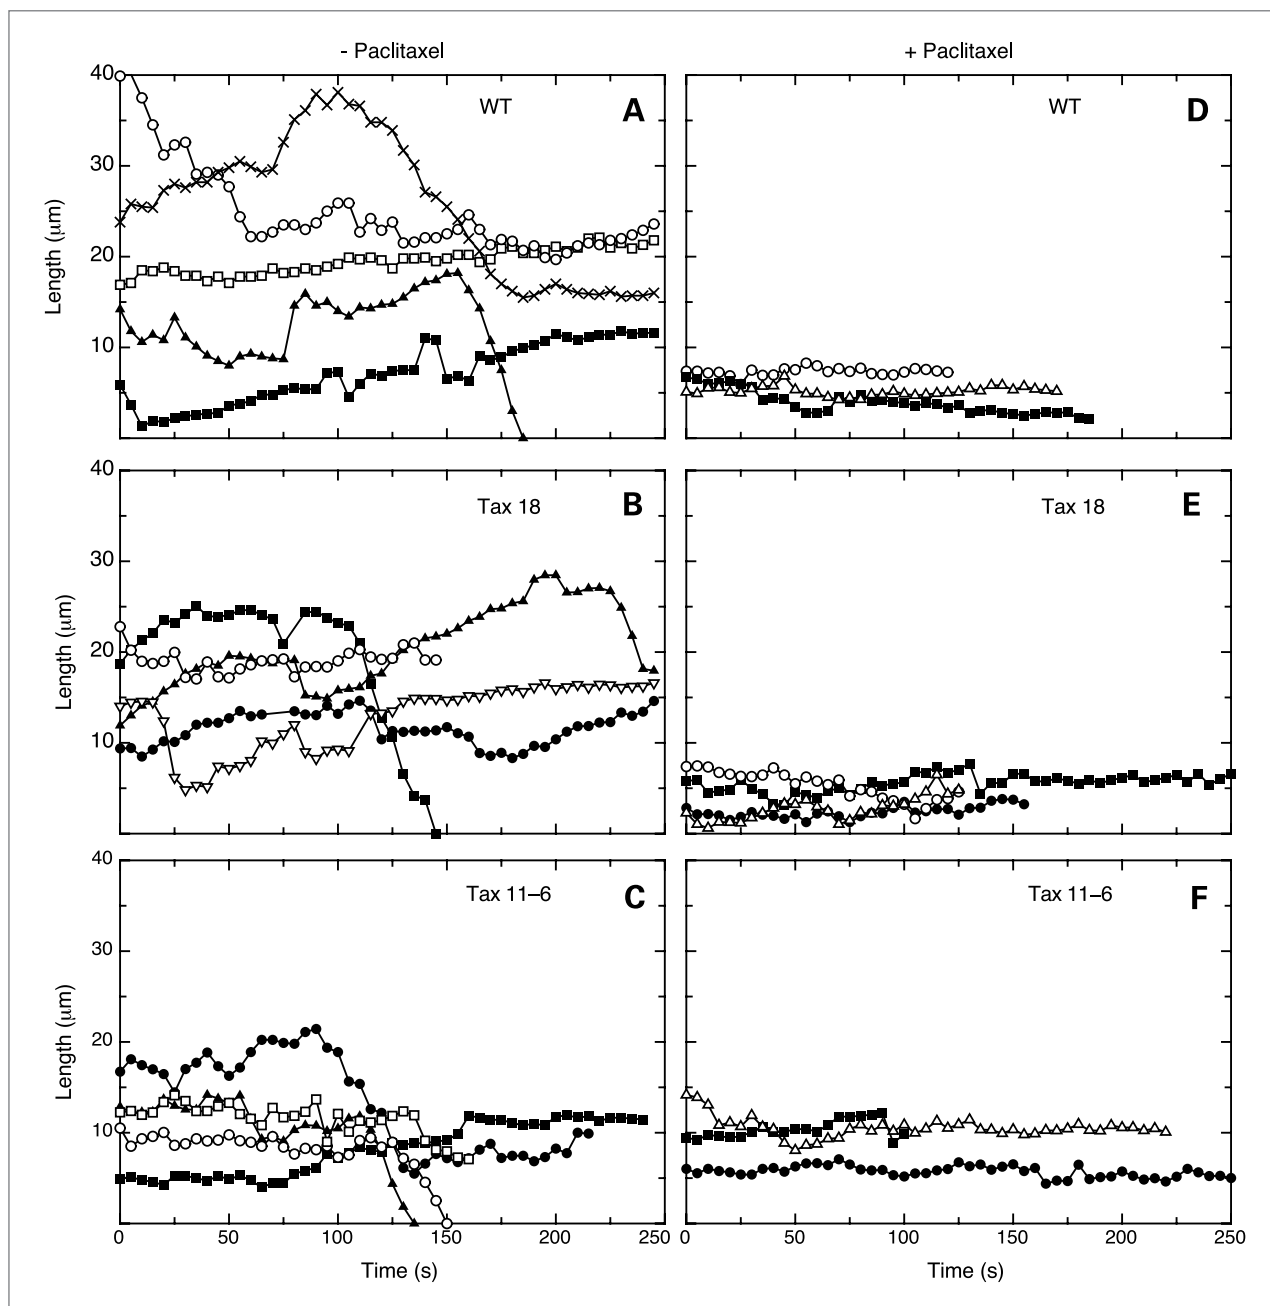 - Paclitaxel
+ Paclitaxel
40
30
20
10
Length (μm)
WT
A
WT
D
40
30
20
10
Length (μm)
Tax 18
B
Tax 18
E
40
30
20
10
Length (μm)
Tax 11–6
C
Tax 11–6
F
0 50 100 150 200 250
0 50 100 150 200 250
Time (s)
Time (s)